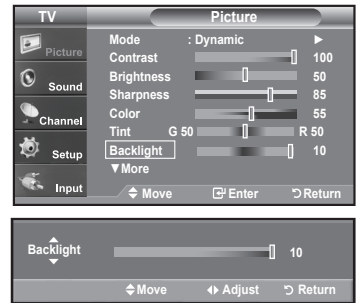 TV Picture
Picture
Sound
Channel
Setup
Input
Mode : Dynamic ►
Contrast 100
Brightness 50
Sharpness 85
Color 55
Tint G 50 R 50
Backlight 10
▼More
Move Enter Return
Backlight 10
Move Adjust Return